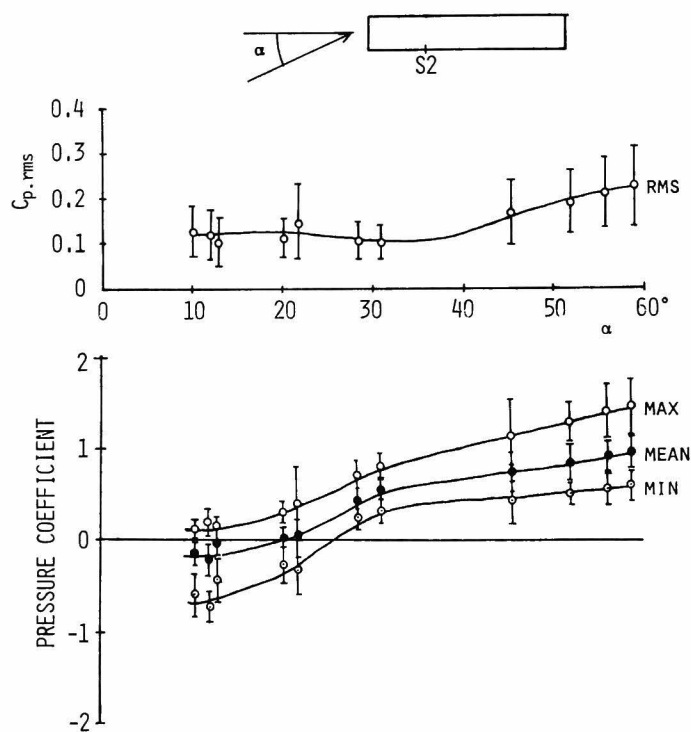 α
S2
0.4
0.3
0.2
0.1
0
Cp.rms
RMS
0 10 20 30 40 50 60°
α
2
1
0
-1
-2
PRESSURE COEFFICIENT
MAX
MEAN
MIN